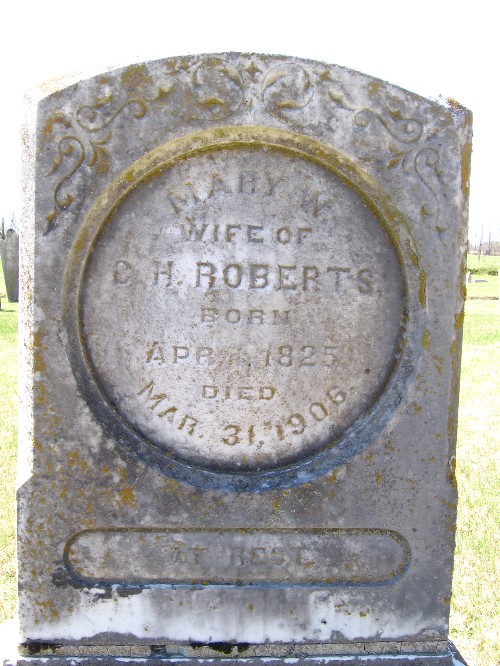 MARY W.
WIFE OF
C. H. ROBERTS.
BORN
APR. 1, 1825
DIED
MAR. 31, 1906.
AT REST